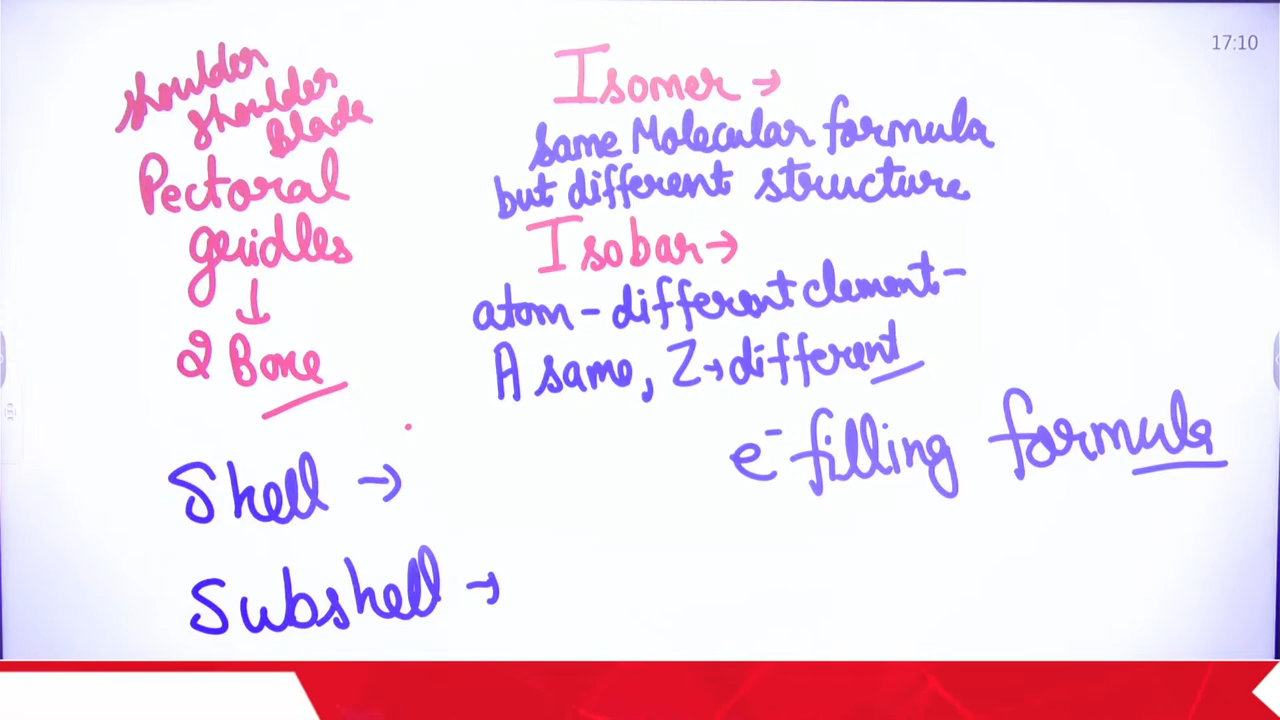 17:10
shoulder
shoulder
Blade
Pectoral
geridles
↓
2 Bone
Isomer →
same Molecular formula
but different structure
Isobar →
atom - different element -
A same, Z → different
e⁻ filling formula
Shell →
Subshell →